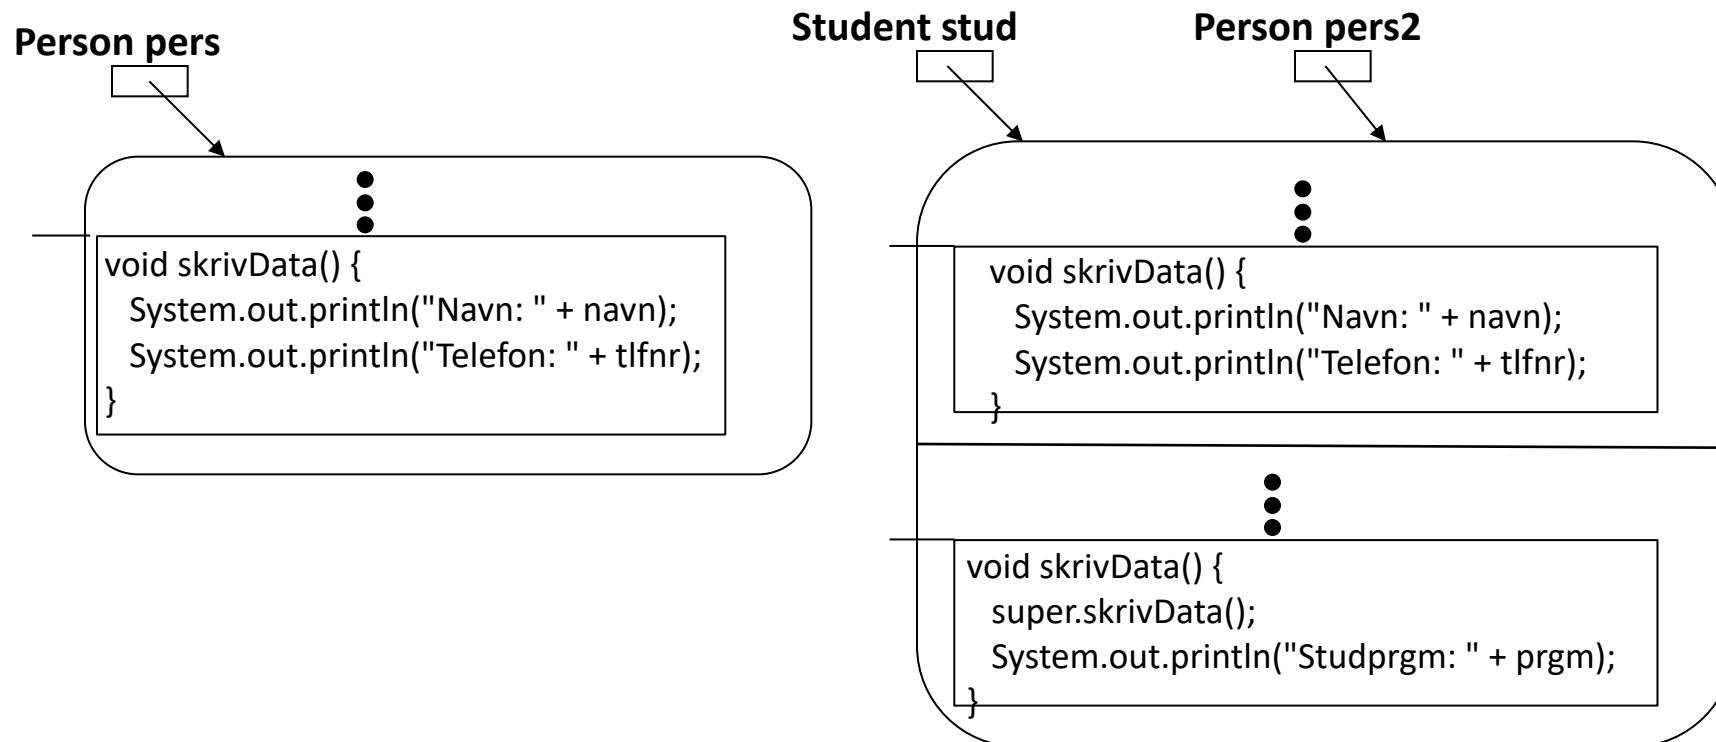 Person pers
void skrivData() {
System.out.println("Navn: " + navn);
System.out.println("Telefon: " + tlfnr);
}
Student stud
Person pers2
void skrivData() {
System.out.println("Navn: " + navn);
System.out.println("Telefon: " + tlfnr);
}
void skrivData() {
super.skrivData();
System.out.println("Studprgm: " + prgm);
}